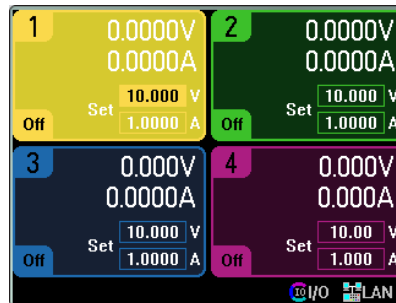 1 0.0000V
0.0000A
Set 10.000 V
Off 1.0000 A
2 0.0000V
0.0000A
Set 10.000 V
Off 1.0000 A
3 0.000V
0.0000A
Set 10.000 V
Off 1.0000 A
4 0.000V
0.000A
Set 10.00 V
Off 1.000 A
IO I/O LAN